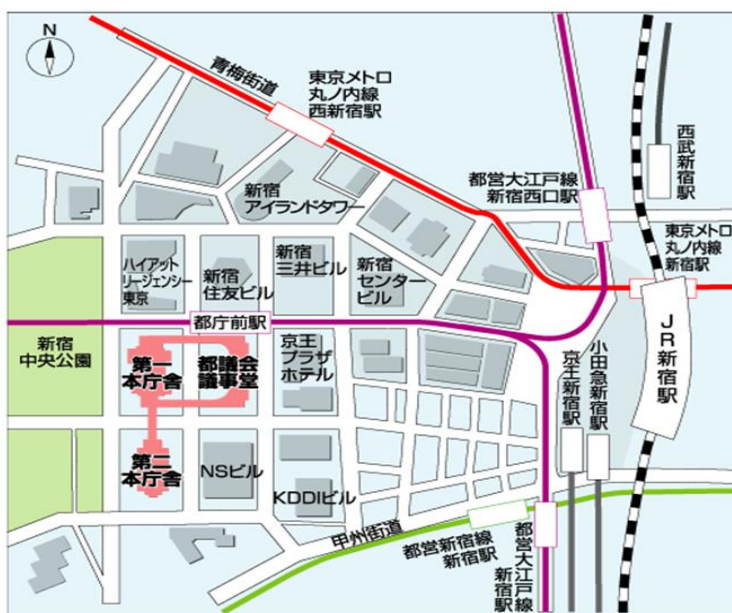 N
青梅街道
東京メトロ
丸ノ内線
西新宿駅
西武新宿駅
都営大江戸線
新宿西口駅
新宿
アイランドタワー
東京メトロ
丸ノ内線
新宿駅
ハイアット
リージェンシー
東京
新宿
住友ビル
新宿
三井ビル
新宿
センター
ビル
都庁前駅
JR新宿駅
新宿
中央公園
第一
本庁舎
都議会
議事堂
京王
プラザ
ホテル
小田急新宿駅
京王新宿駅
第二
本庁舎
NSビル
KDDIビル
甲州街道
都営新宿線
新宿駅
都営大江戸線
新宿駅